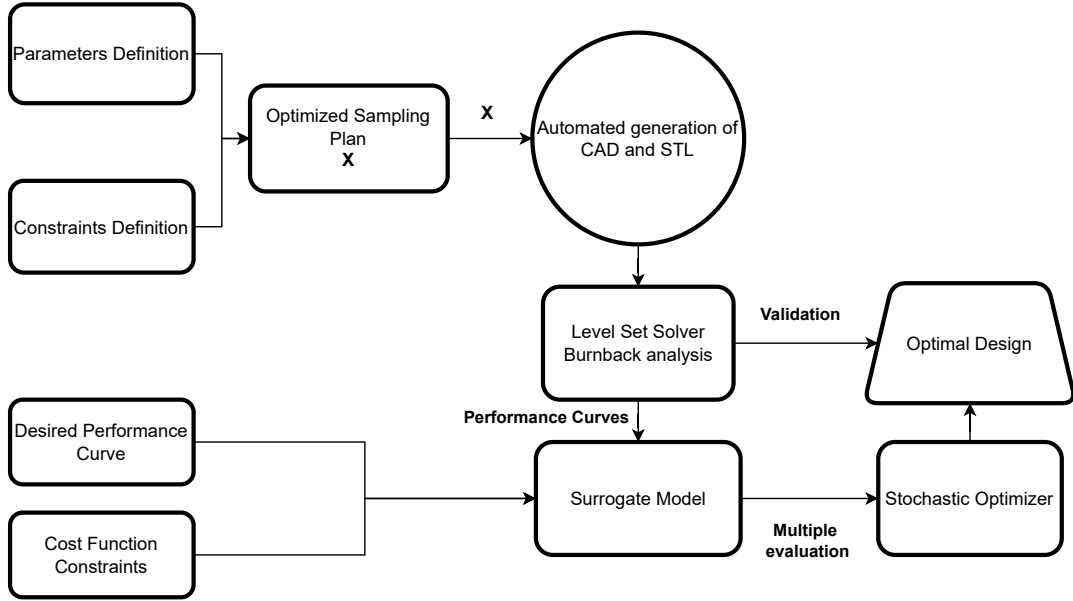 Parameters Definition
Optimized Sampling
Plan
X
X
Automated generation of
CAD and STL
Constraints Definition
Level Set Solver
Burnback analysis
Validation
Optimal Design
Performance Curves
Desired Performance
Curve
Surrogate Model
Multiple
evaluation
Stochastic Optimizer
Cost Function
Constraints